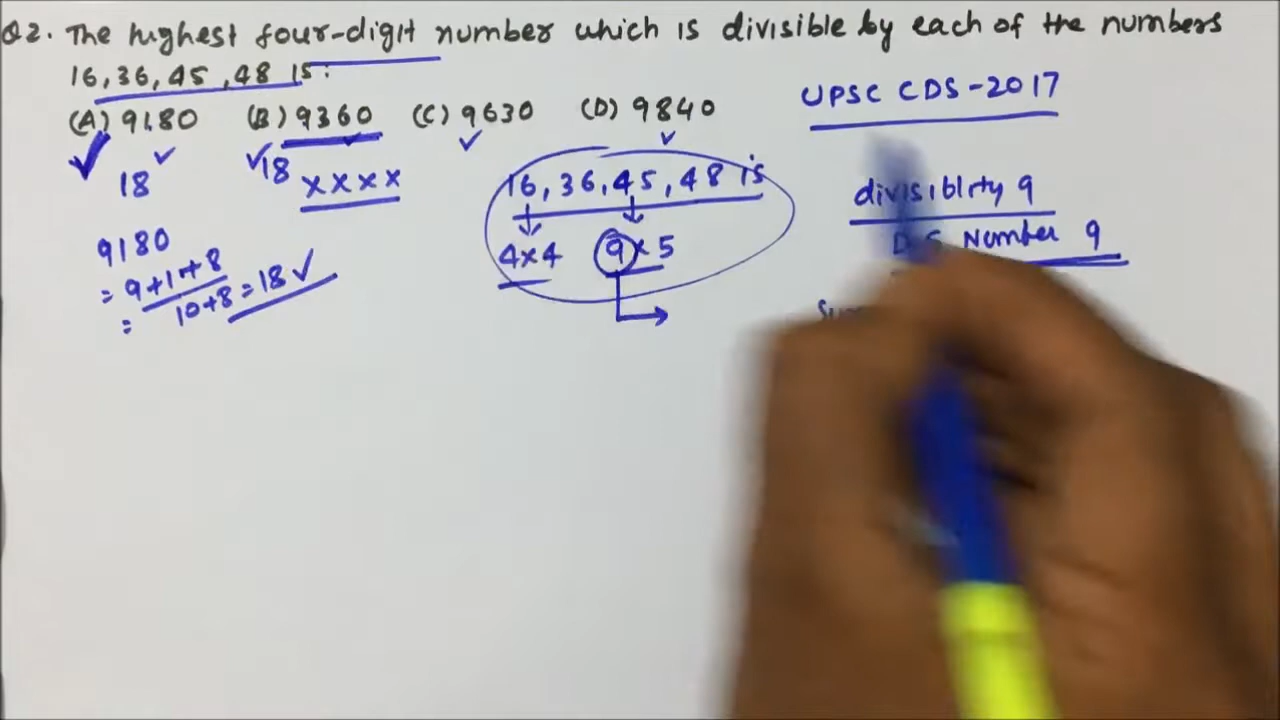 Q2. The highest four-digit number which is divisible by each of the numbers
16, 36, 45, 48 is:
(A) 9180 (B) 9360 (C) 9630 (D) 9840
UPSC CDS-2017
18
18
××××
16, 36, 45, 48 is
4×4 9×5
divisiblrty 9
Number 9
9180
= 9+1+8
= 10+8 = 18 ✓